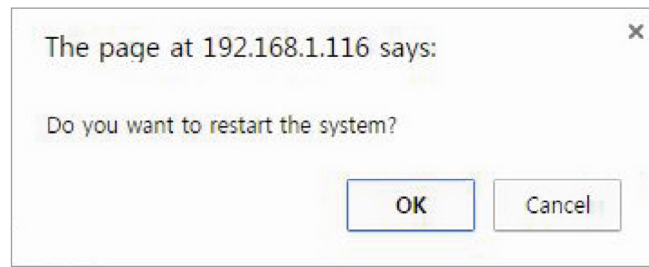 The page at 192.168.1.116 says:
Do you want to restart the system?
OK Cancel